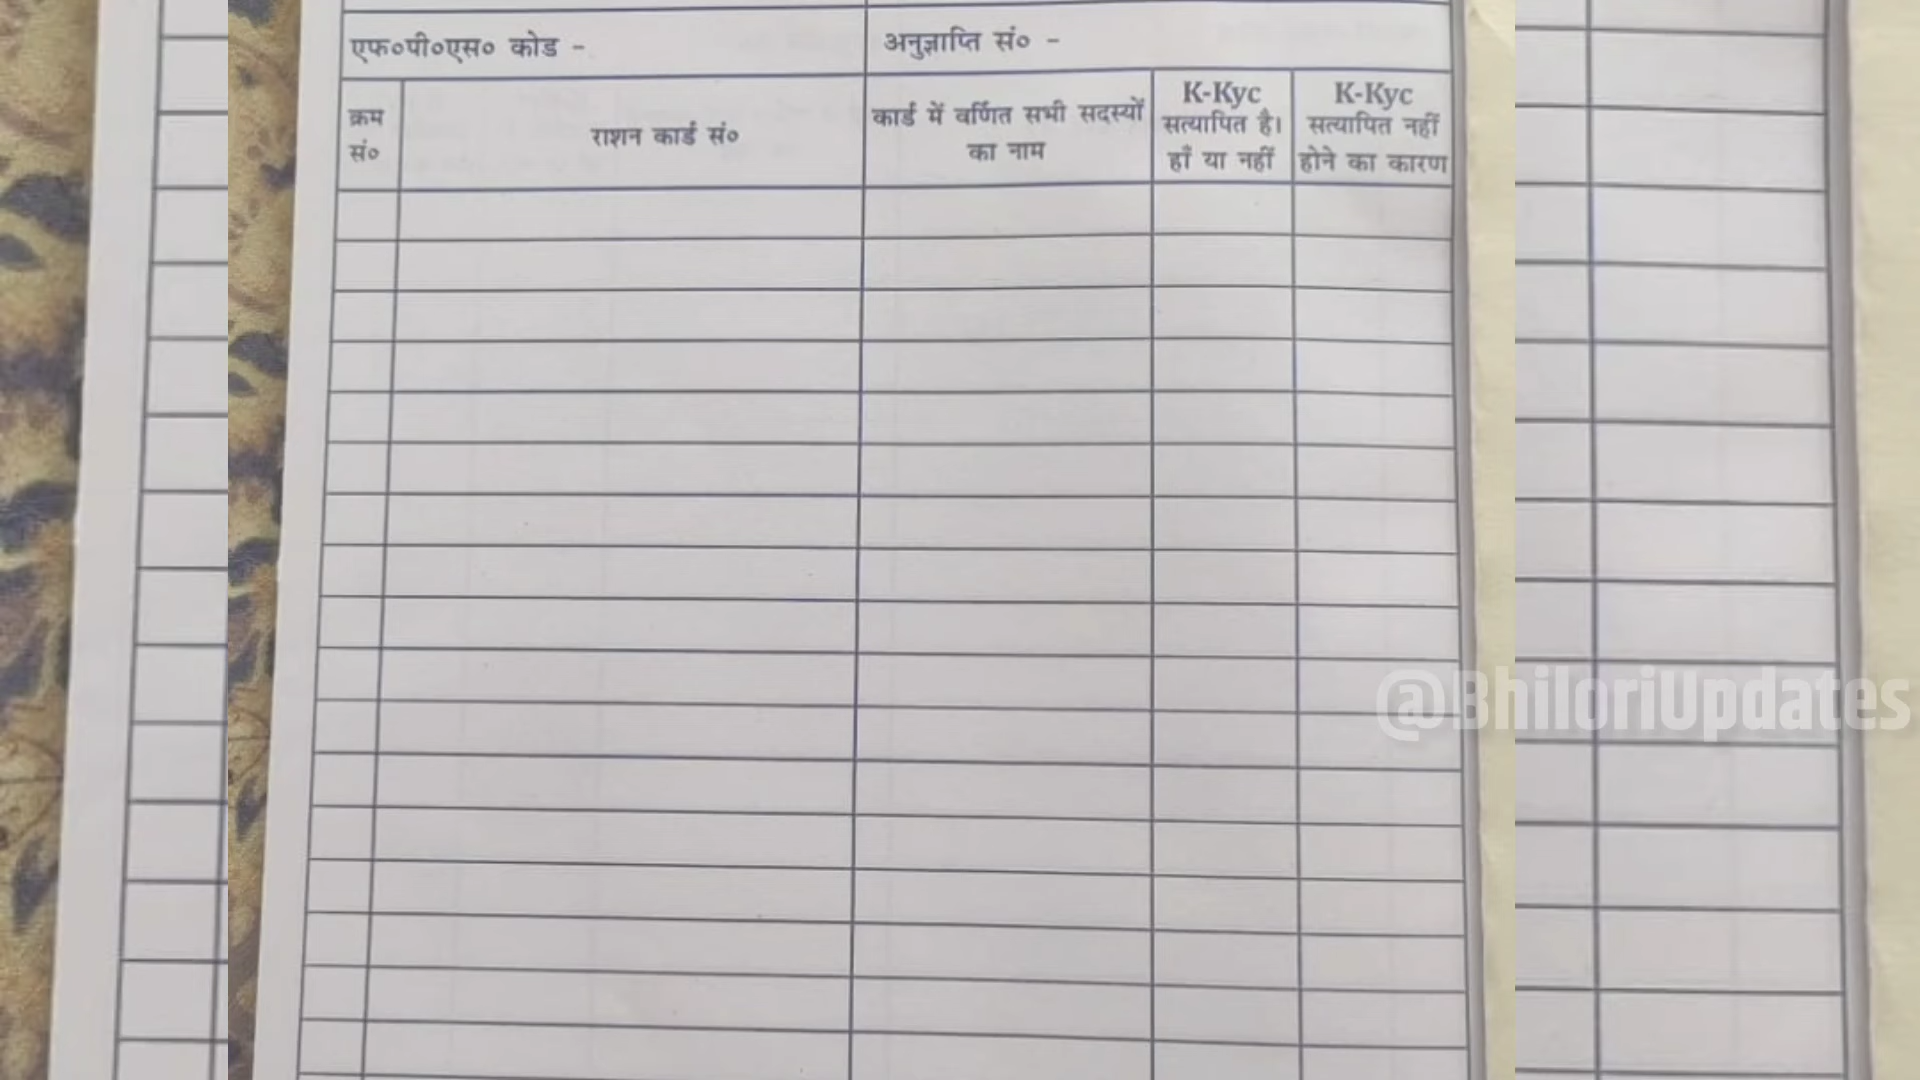 एफ०पी०एस० कोड -
अनुज्ञाप्ति सं० -
क्रम
सं०
राशन कार्ड सं०
कार्ड में वर्णित सभी सदस्यों
का नाम
K-Kyc
सत्यापित है।
हाँ या नहीं
K-Kyc
सत्यापित नहीं
होने का कारण
@BhiloriUpdates